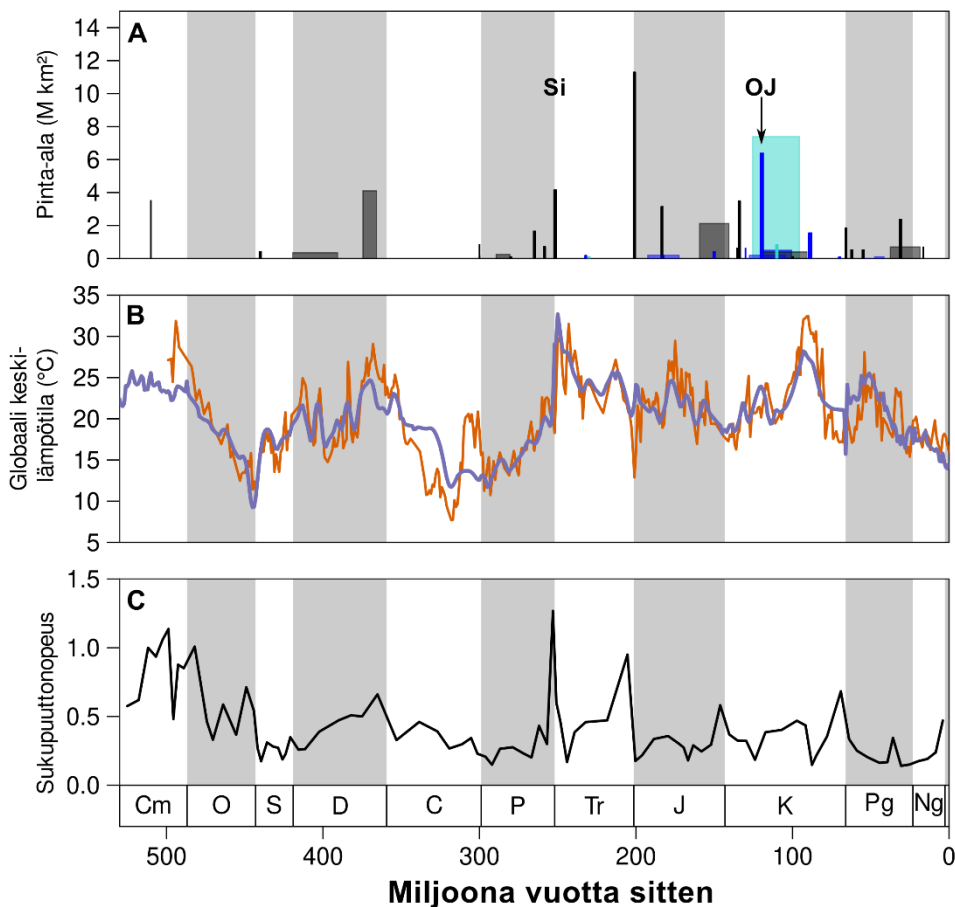 A
Pinta-ala (M km²)
14
12
10
8
6
4
2
0
Si
OJ
B
Globaali keski-
lämpötila (°C)
35
30
25
20
15
10
5
C
Sukupuuttonopeus
1.5
1.0
0.5
0.0
Cm O S D C P Tr J K Pg Ng
500 400 300 200 100 0
Miljoona vuotta sitten